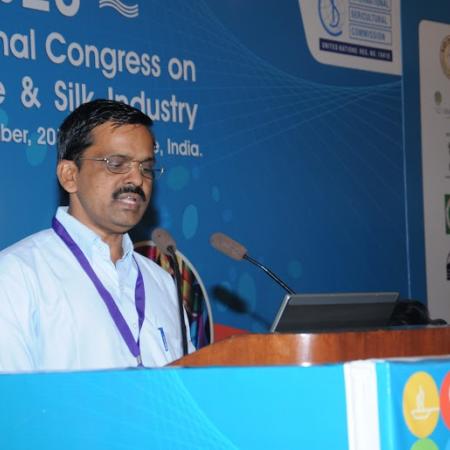 nal Congress on
e & Silk Industry
ber, 20
e, India.
INTERNATIONAL
SERICULTURAL
COMMISSION
UNITED NATIONS REG. NO: 10418